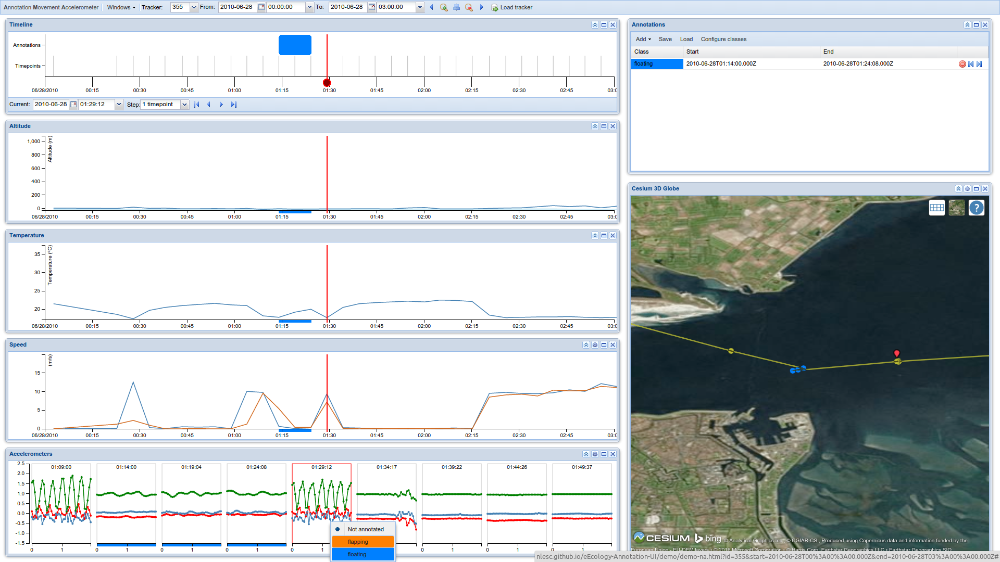 Annotation Movement Accelerometer Windows Tracker: 355 From: 2010-06-28 00:00:00 To: 2010-06-28 03:00:00 Load tracker
Timeline
Annotations
Timepoints
06/28/2010 00:15 00:30 00:45 01:00 01:15 01:30 01:45 02:00 02:15 02:30 02:45 03:0
Current: 2010-06-28 01:29:12 Step: 1 timepoint
Altitude
Altitude (m)
1,000
800
600
400
200
0
06/28/2010 00:15 00:30 00:45 01:00 01:15 01:30 01:45 02:00 02:15 02:30 02:45 03:0
Temperature
Temperature (°C)
35
30
25
20
06/28/2010 00:15 00:30 00:45 01:00 01:15 01:30 01:45 02:00 02:15 02:30 02:45 03:0
Speed
(m/s)
15
10
5
0
06/28/2010 00:15 00:30 00:45 01:00 01:15 01:30 01:45 02:00 02:15 02:30 02:45 03:0
Accelerometers
01:09:00 01:14:00 01:19:04 01:24:08 01:29:12 01:34:17 01:39:22 01:44:26 01:49:37
2.5
2.0
1.5
1.0
0.5
0.0
-0.5
-1.0
-1.5
0 1 0 1 0 1 0 1 0 1 0 1 0 1 0 1
Not annotated
flapping
floating
Annotations
Add Save Load Configure classes
Class Start End
floating 2010-06-28T01:14:00.000Z 2010-06-28T01:24:08.000Z
Cesium 3D Globe
?
CESIUM bing © Analytical Graphics Inc., © CGIAR-CSI, Produced using Copernicus data and information funded by the
European Union - EU-DEM layers • © 2016 Microsoft Corporation • © Harris Corp, Earthstar Geographics LLC • Earthstar Geographics SIO
nlesc.github.io/eEcology-Annotation-UI/demo/demo-na.html?id=355&start=2010-06-28T00%3A00%3A00.000Z&end=2010-06-28T03%3A00%3A00.000Z#